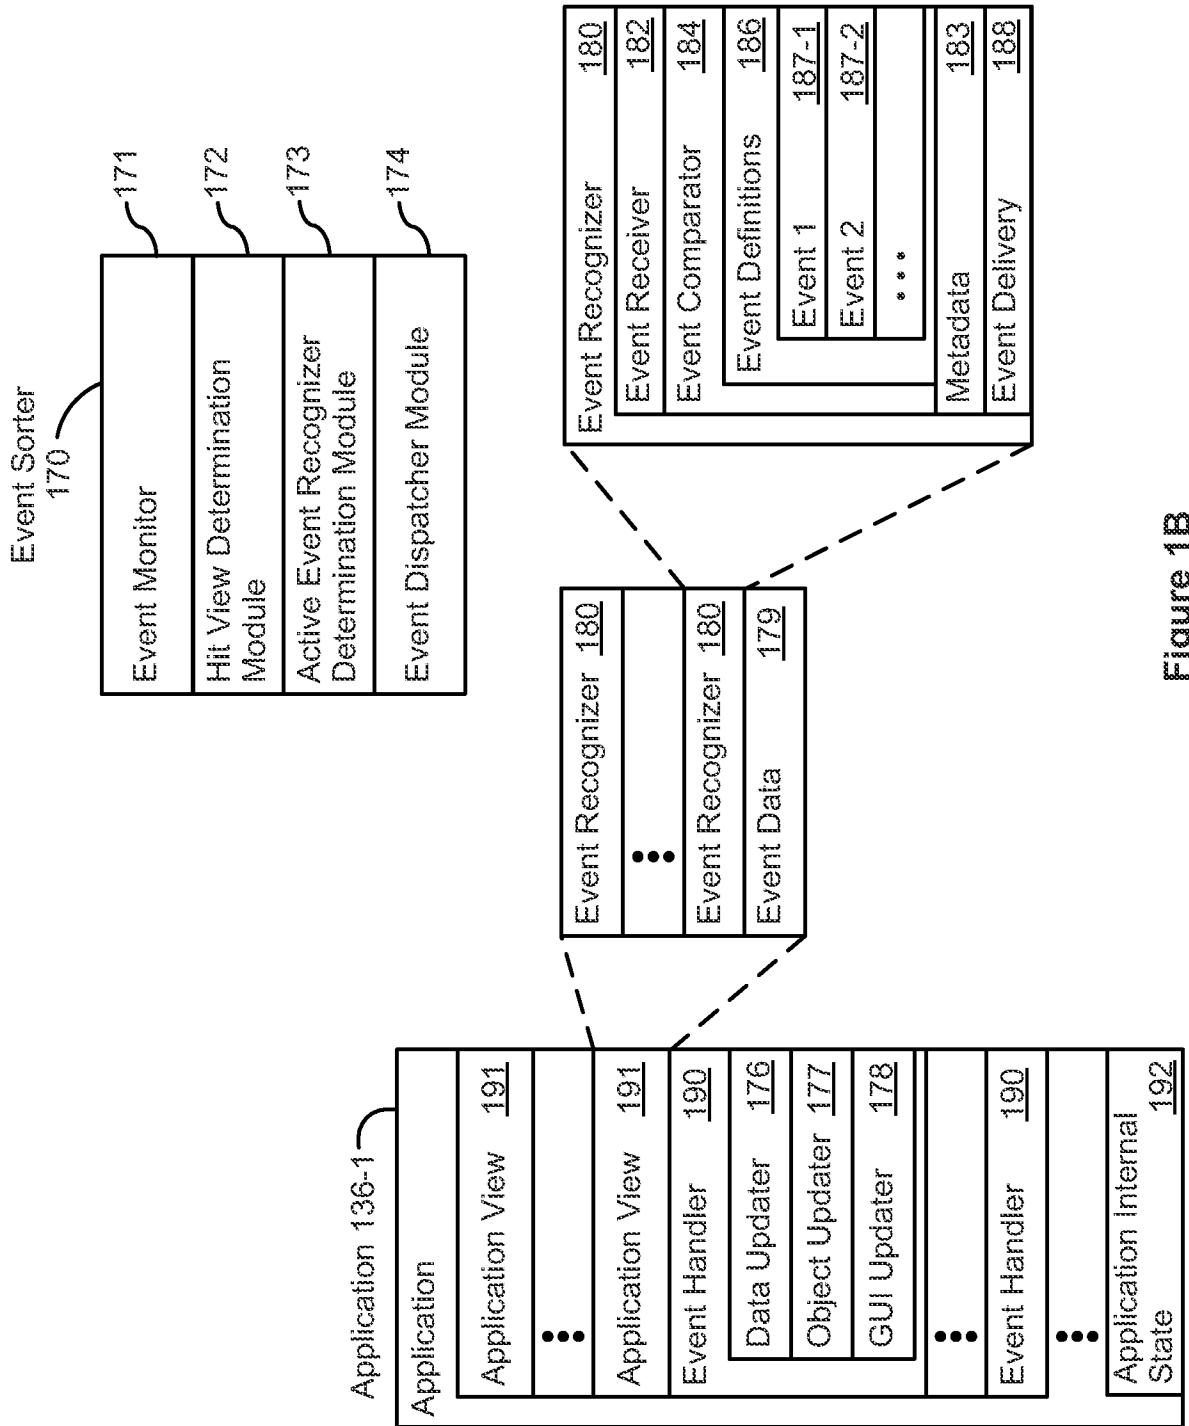 Event Sorter
170
Event Monitor
171
Hit View Determination
Module
172
Active Event Recognizer
Determination Module
173
Event Dispatcher Module
174
Application 136-1
Application
Application View 191
•••
Application View 191
Event Handler 190
Data Updater 176
Object Updater 177
GUI Updater 178
•••
Event Handler 190
•••
Application Internal
State 192
Event Recognizer 180
•••
Event Recognizer 180
Event Data 179
Event Recognizer 180
Event Receiver 182
Event Comparator 184
Event Definitions 186
Event 1 187-1
Event 2 187-2
• • •
Metadata 183
Event Delivery 188
Figure 1B